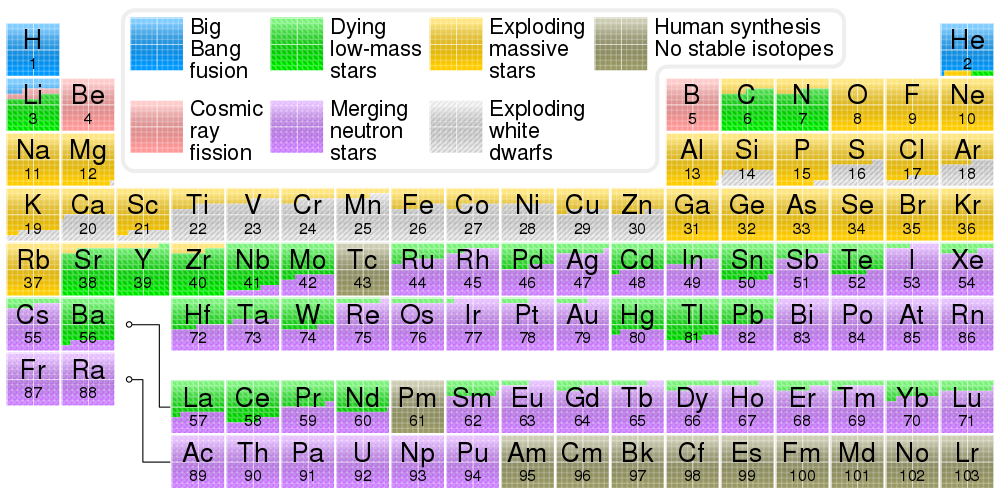 H
1
Big
Bang
fusion
Dying
low-mass
stars
Exploding
massive
stars
Human synthesis
No stable isotopes
He
2
Li
3
Be
4
Cosmic
ray
fission
Merging
neutron
stars
Exploding
white
dwarfs
B
5
C
6
N
7
O
8
F
9
Ne
10
Na
11
Mg
12
Al
13
Si
14
P
15
S
16
Cl
17
Ar
18
K
19
Ca
20
Sc
21
Ti
22
V
23
Cr
24
Mn
25
Fe
26
Co
27
Ni
28
Cu
29
Zn
30
Ga
31
Ge
32
As
33
Se
34
Br
35
Kr
36
Rb
37
Sr
38
Y
39
Zr
40
Nb
41
Mo
42
Tc
43
Ru
44
Rh
45
Pd
46
Ag
47
Cd
48
In
49
Sn
50
Sb
51
Te
52
I
53
Xe
54
Cs
55
Ba
56
Hf
72
Ta
73
W
74
Re
75
Os
76
Ir
77
Pt
78
Au
79
Hg
80
Tl
81
Pb
82
Bi
83
Po
84
At
85
Rn
86
Fr
87
Ra
88
La
57
Ce
58
Pr
59
Nd
60
Pm
61
Sm
62
Eu
63
Gd
64
Tb
65
Dy
66
Ho
67
Er
68
Tm
69
Yb
70
Lu
71
Ac
89
Th
90
Pa
91
U
92
Np
93
Pu
94
Am
95
Cm
96
Bk
97
Cf
98
Es
99
Fm
100
Md
101
No
102
Lr
103